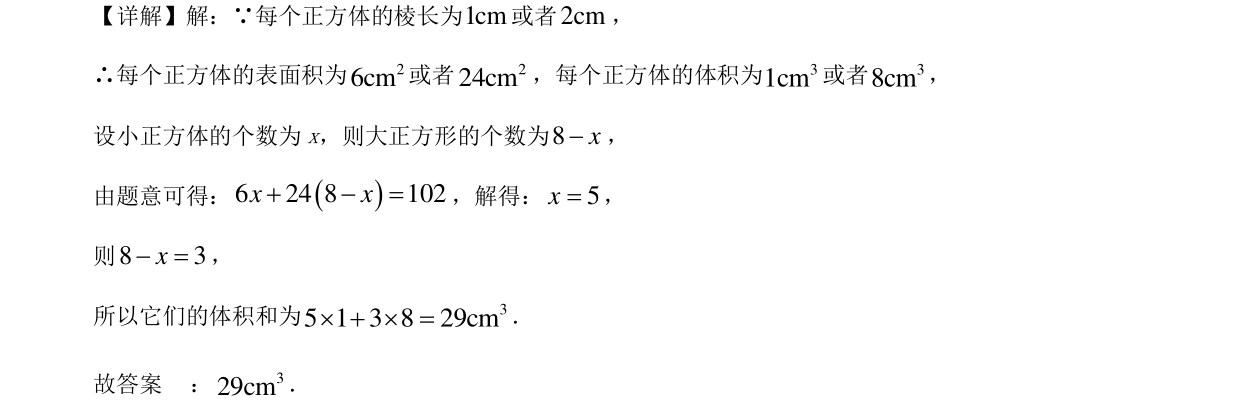 【详解】解：∵每个正方体的棱长为1cm或者2cm，
∴每个正方体的表面积为6cm²或者24cm²，每个正方体的体积为1cm³或者8cm³，
设小正方体的个数为 x，则大正方形的个数为8－x，
由题意可得：6x+24(8－x)=102，解得：x=5，
则8－x=3，
所以它们的体积和为5×1+3×8=29cm³．
故答案 ：29cm³．